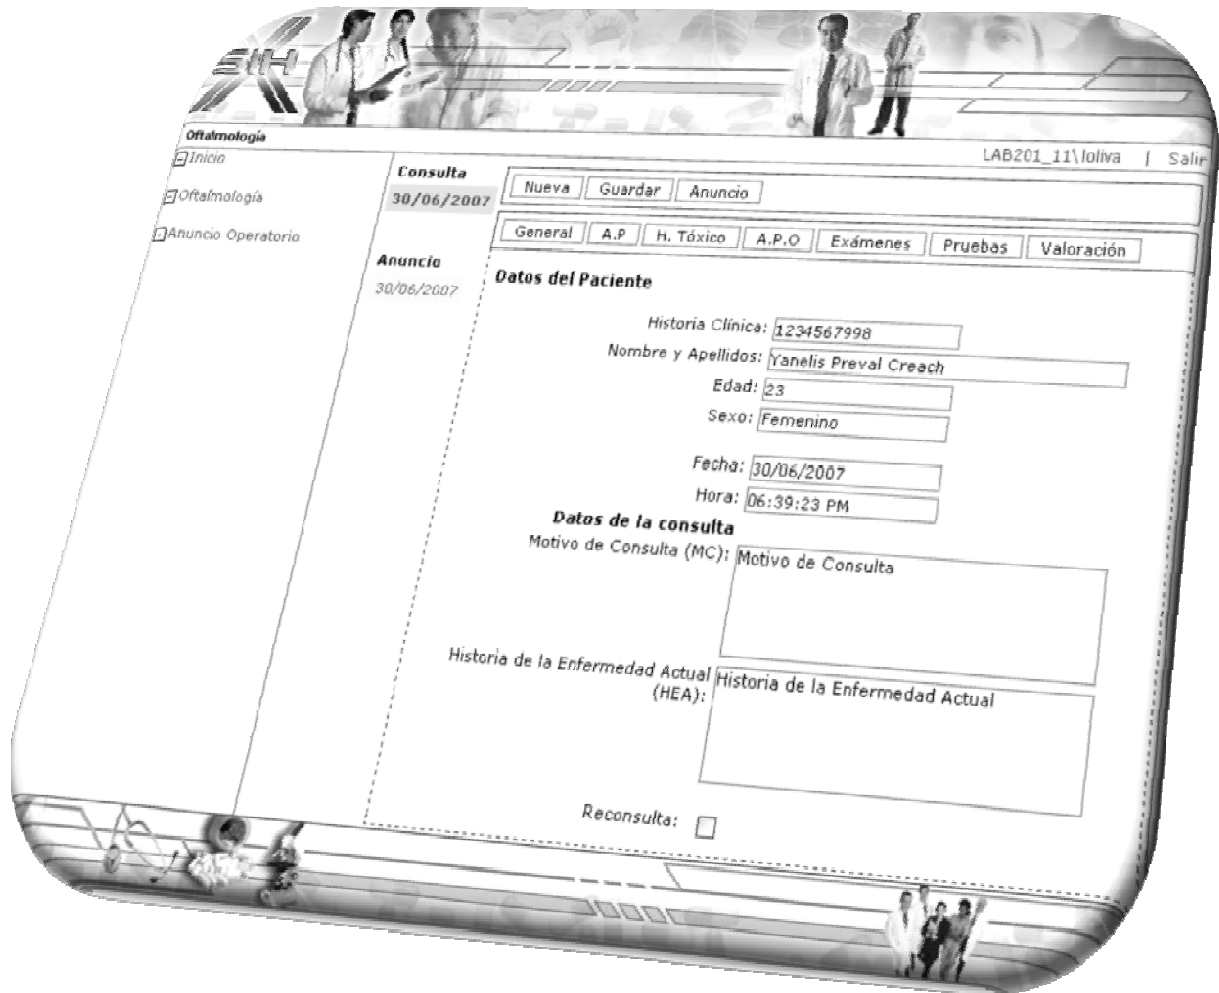 SIH
Oftalmología
LAB201_11\loliva | Salir
Inicio
Oftalmología
Anuncio Operatorio
Consulta
30/06/2007
Anuncio
30/06/2007
Nueva Guardar Anuncio
General A.P H. Tóxico A.P.O Exámenes Pruebas Valoración
Datos del Paciente
Historia Clínica: 1234567998
Nombre y Apellidos: Yanelis Preval Creach
Edad: 23
Sexo: Femenino
Fecha: 30/06/2007
Hora: 06:39:23 PM
Datos de la consulta
Motivo de Consulta (MC): Motivo de Consulta
Historia de la Enfermedad Actual (HEA): Historia de la Enfermedad Actual
Reconsulta: